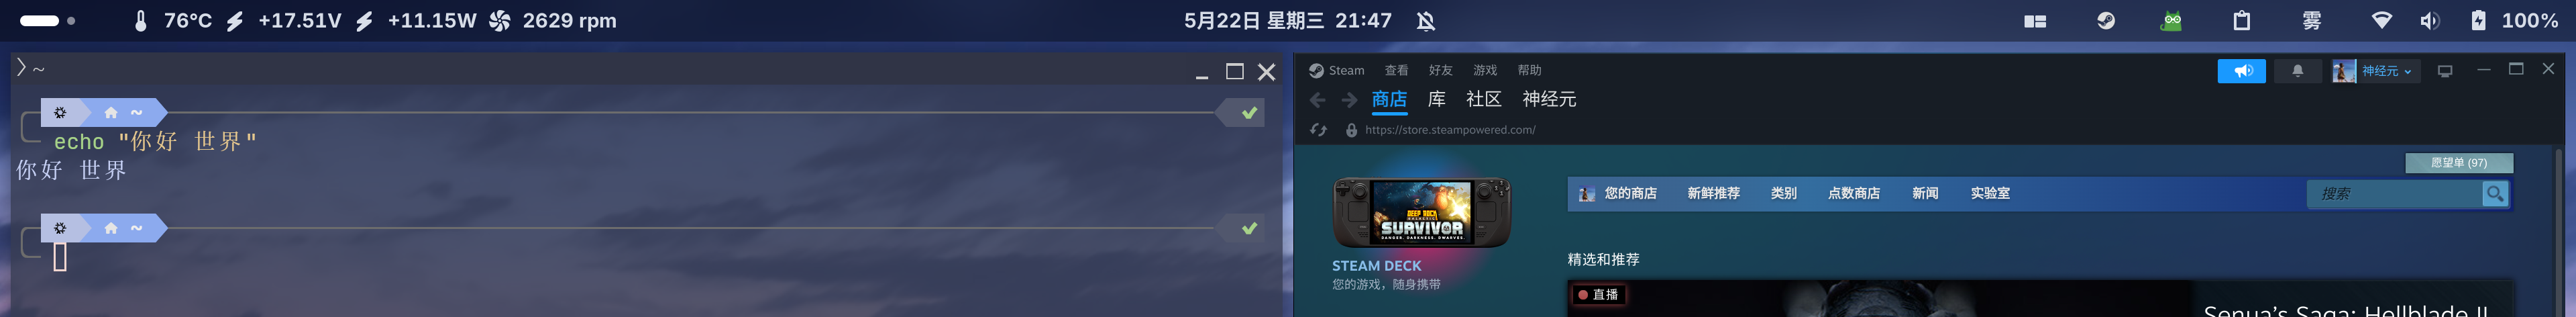 76°C +17.51V +11.15W 2629 rpm
5月22日 星期三 21:47
雾 100%
~
~
echo "你好 世界"
你好 世界
~
Steam 查看 好友 游戏 帮助
神经元
商店 库 社区 神经元
https://store.steampowered.com/
愿望单 (97)
您的商店 新鲜推荐 类别 点数商店 新闻 实验室
搜索
DEEP ROCK
SURVIVOR
DANGER. DARKNESS. DWARVES.
STEAM DECK
您的游戏，随身携带
精选和推荐
直播
Senua's Saga: Hellblade II